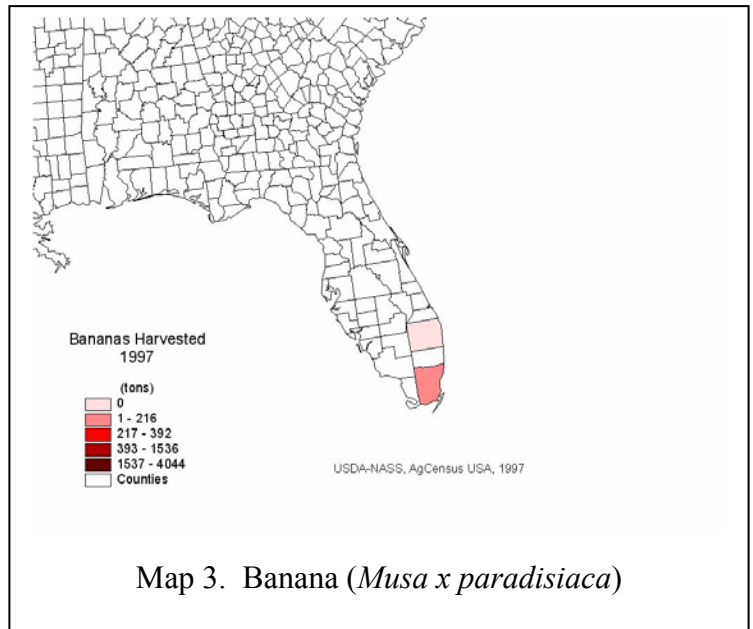 Bananas Harvested
1997
(tons)
0
1 - 216
217 - 392
393 - 1536
1537 - 4044
Counties
USDA-NASS, AgCensus USA, 1997
Map 3. Banana (Musa x paradisiaca)